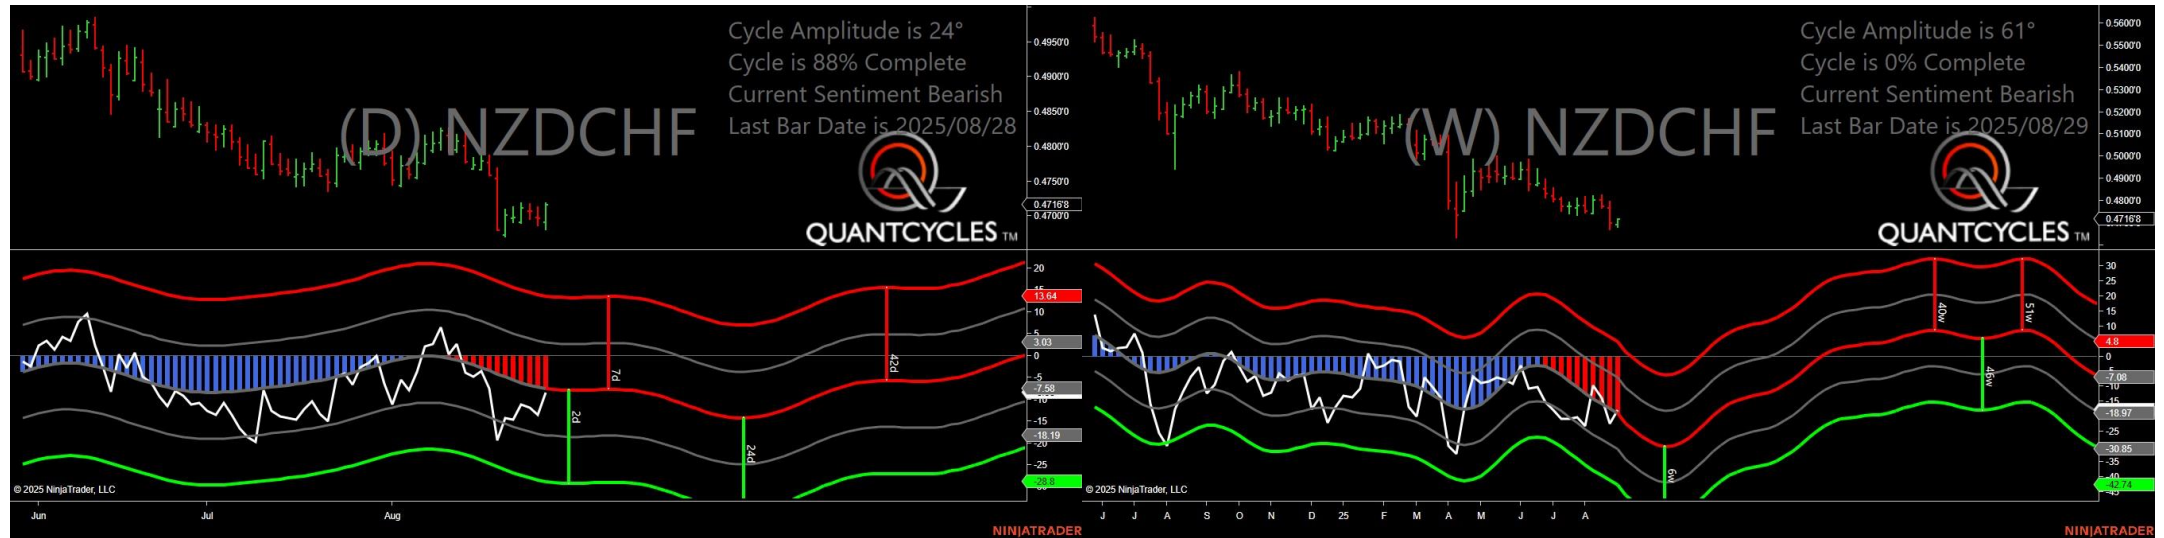 Cycle Amplitude is 24°
Cycle is 88% Complete
Current Sentiment Bearish
Last Bar Date is 2025/08/28
(D) NZDCHF
QUANTCYCLES TM
0.4950'0
0.4900'0
0.4850'0
0.4800'0
0.4750'0
0.4716'8
0.4700'0
20
13.64
10
5
3.03
0
-5
-7.58
-10
-15
-18.19
-20
-25
-28.8
7d
42d
2d
24d
© 2025 NinjaTrader, LLC
Jun Jul Aug
NINJATRADER
Cycle Amplitude is 61°
Cycle is 0% Complete
Current Sentiment Bearish
Last Bar Date is 2025/08/29
(W) NZDCHF
QUANTCYCLES TM
0.5600'0
0.5500'0
0.5400'0
0.5300'0
0.5200'0
0.5100'0
0.5000'0
0.4900'0
0.4800'0
0.4716'8
30
25
20
15
10
4.8
0
-7.08
-10
-15
-18.97
-25
-30.85
-35
-42.74
-45
40w
51w
46w
6w
© 2025 NinjaTrader, LLC
J J A S O N D 25 F M A M J J A
NINJATRADER